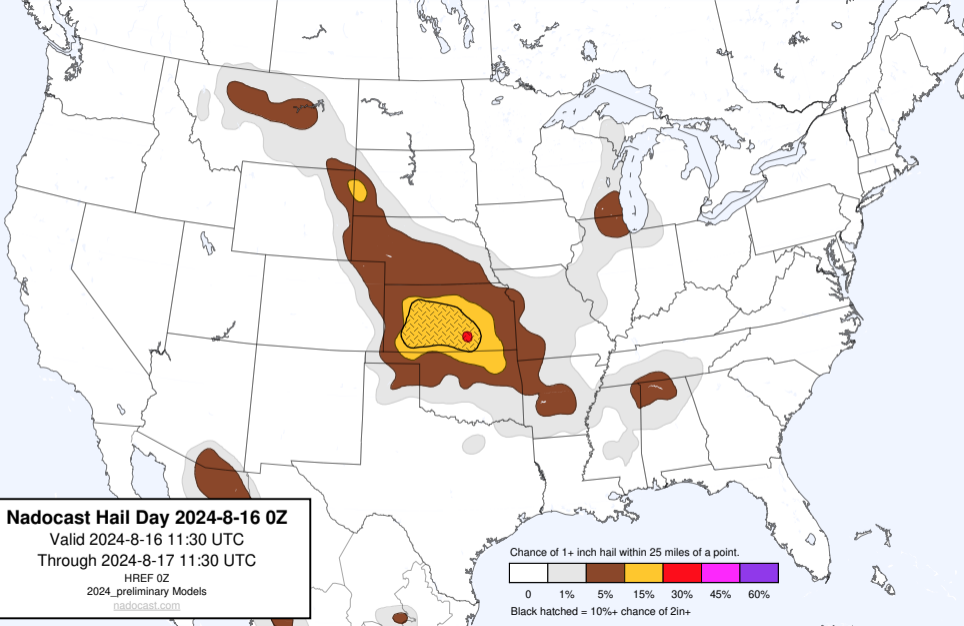 Nadocast Hail Day 2024-8-16 0Z
Valid 2024-8-16 11:30 UTC
Through 2024-8-17 11:30 UTC
HREF 0Z
2024_preliminary Models
nadocast.com
Chance of 1+ inch hail within 25 miles of a point.
0 1% 5% 15% 30% 45% 60%
Black hatched = 10%+ chance of 2in+